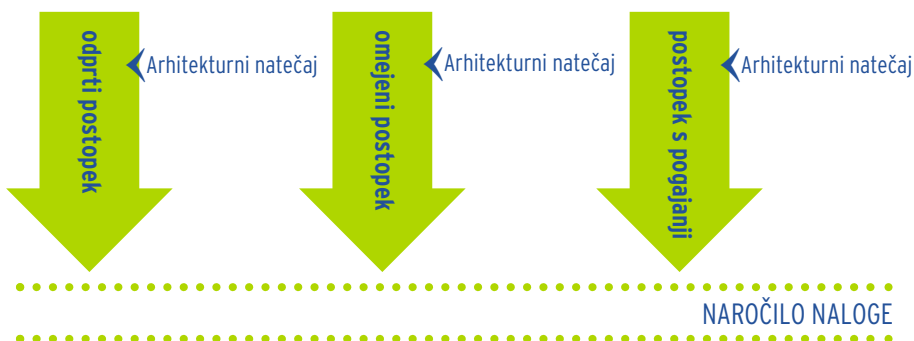 odprti postopek
Arhitekturni natečaj
omejeni postopek
Arhitekturni natečaj
postopek s pogajanji
Arhitekturni natečaj
NAROČILO NALOGE